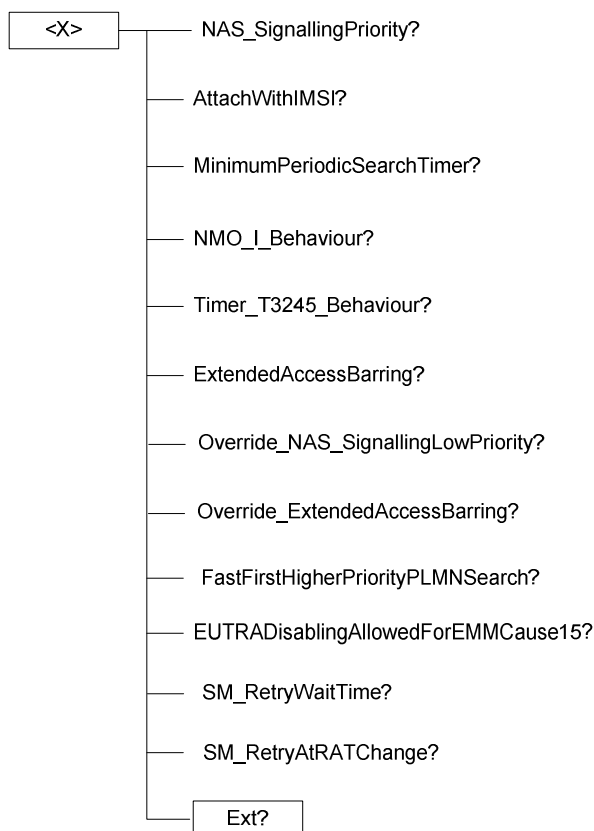 <X>
NAS_SignallingPriority?
AttachWithIMSI?
MinimumPeriodicSearchTimer?
NMO_I_Behaviour?
Timer_T3245_Behaviour?
ExtendedAccessBarring?
Override_NAS_SignallingLowPriority?
Override_ExtendedAccessBarring?
FastFirstHigherPriorityPLMNSearch?
EUTRADisablingAllowedForEMMCause15?
SM_RetryWaitTime?
SM_RetryAtRATChange?
Ext?